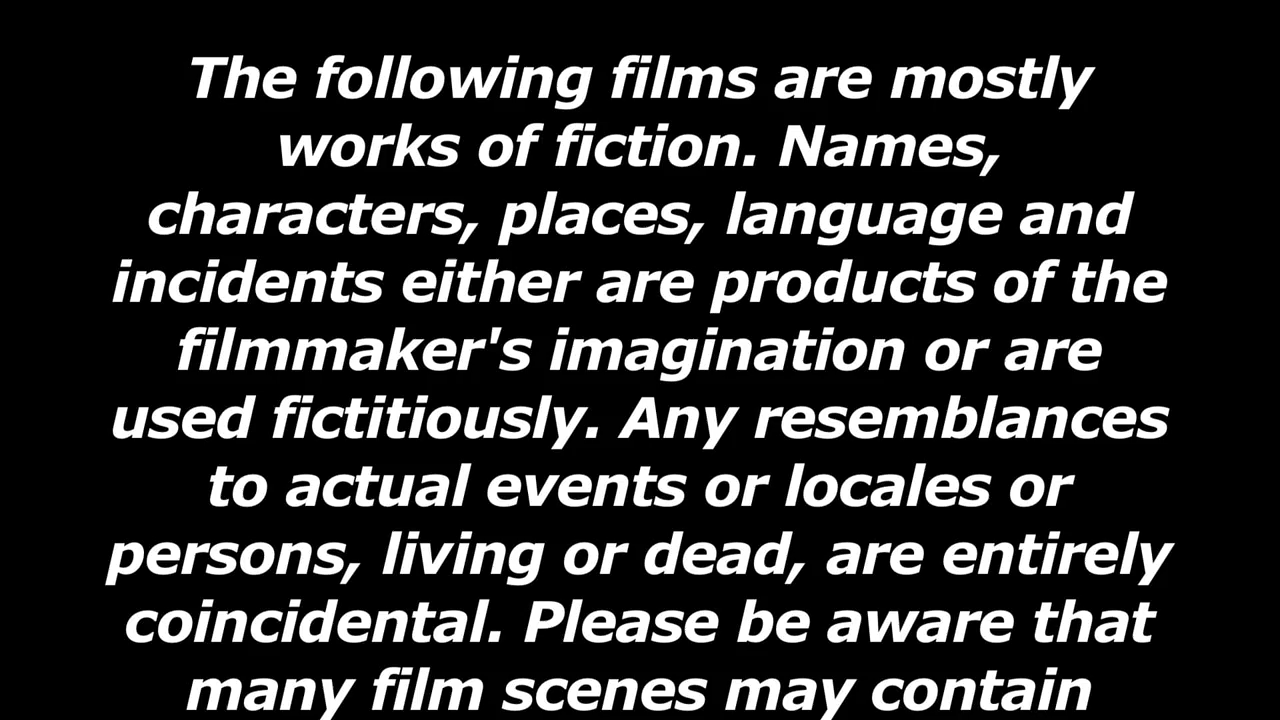 The following films are mostly
works of fiction. Names,
characters, places, language and
incidents either are products of the
filmmaker's imagination or are
used fictitiously. Any resemblances
to actual events or locales or
persons, living or dead, are entirely
coincidental. Please be aware that
many film scenes may contain